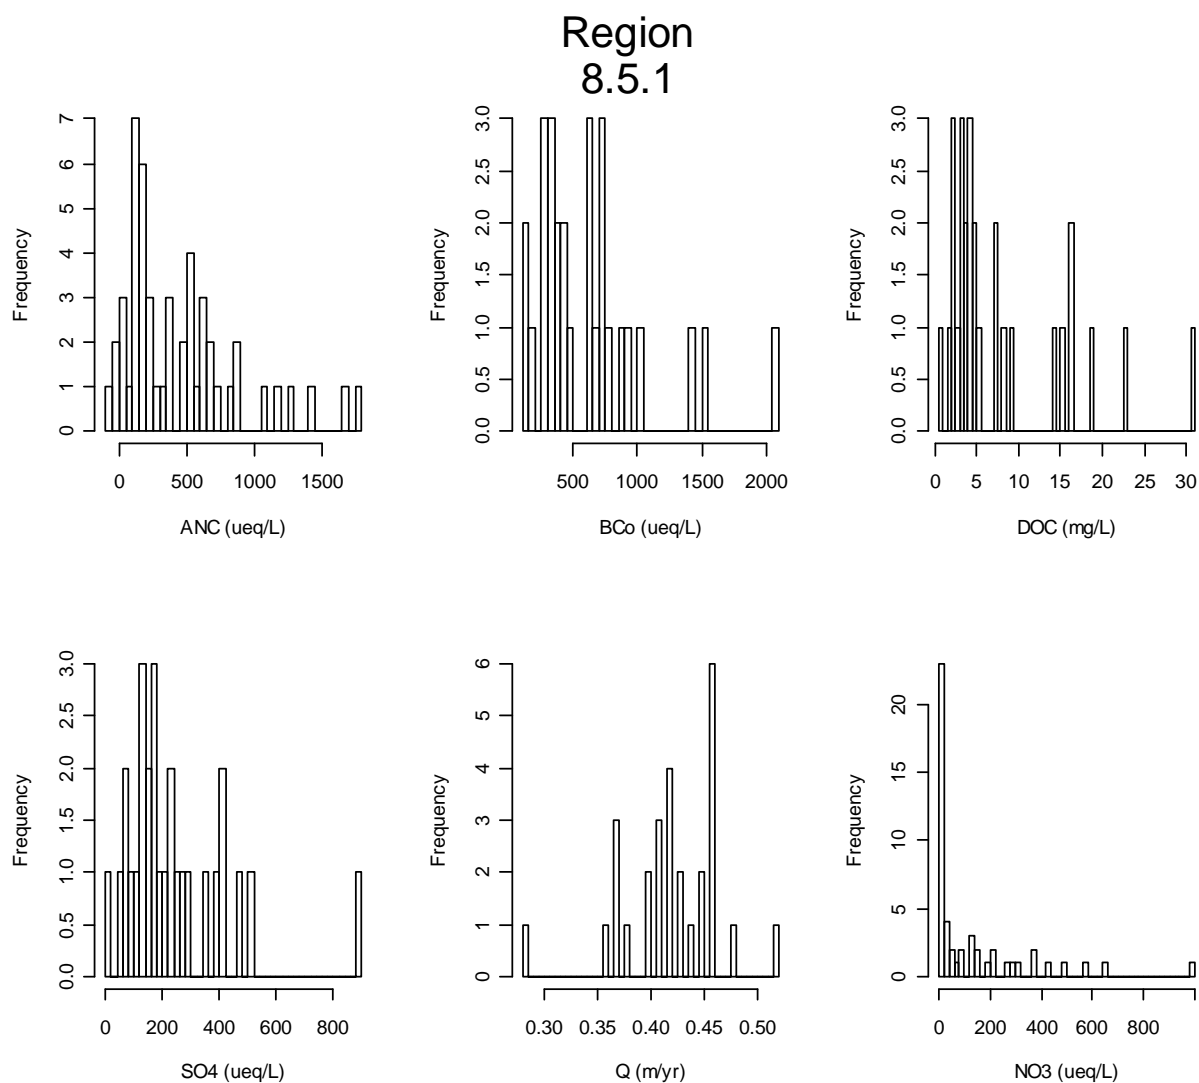 Region
8.5.1
7
6
5
4
3
2
1
0
Frequency
0 500 1000 1500
ANC (ueq/L)
3.0
2.5
2.0
1.5
1.0
0.5
0.0
Frequency
500 1000 1500 2000
BCo (ueq/L)
3.0
2.5
2.0
1.5
1.0
0.5
0.0
Frequency
0 5 10 15 20 25 30
DOC (mg/L)
3.0
2.5
2.0
1.5
1.0
0.5
0.0
Frequency
0 200 400 600 800
SO4 (ueq/L)
6
5
4
3
2
1
0
Frequency
0.30 0.35 0.40 0.45 0.50
Q (m/yr)
20
15
10
5
0
Frequency
0 200 400 600 800
NO3 (ueq/L)